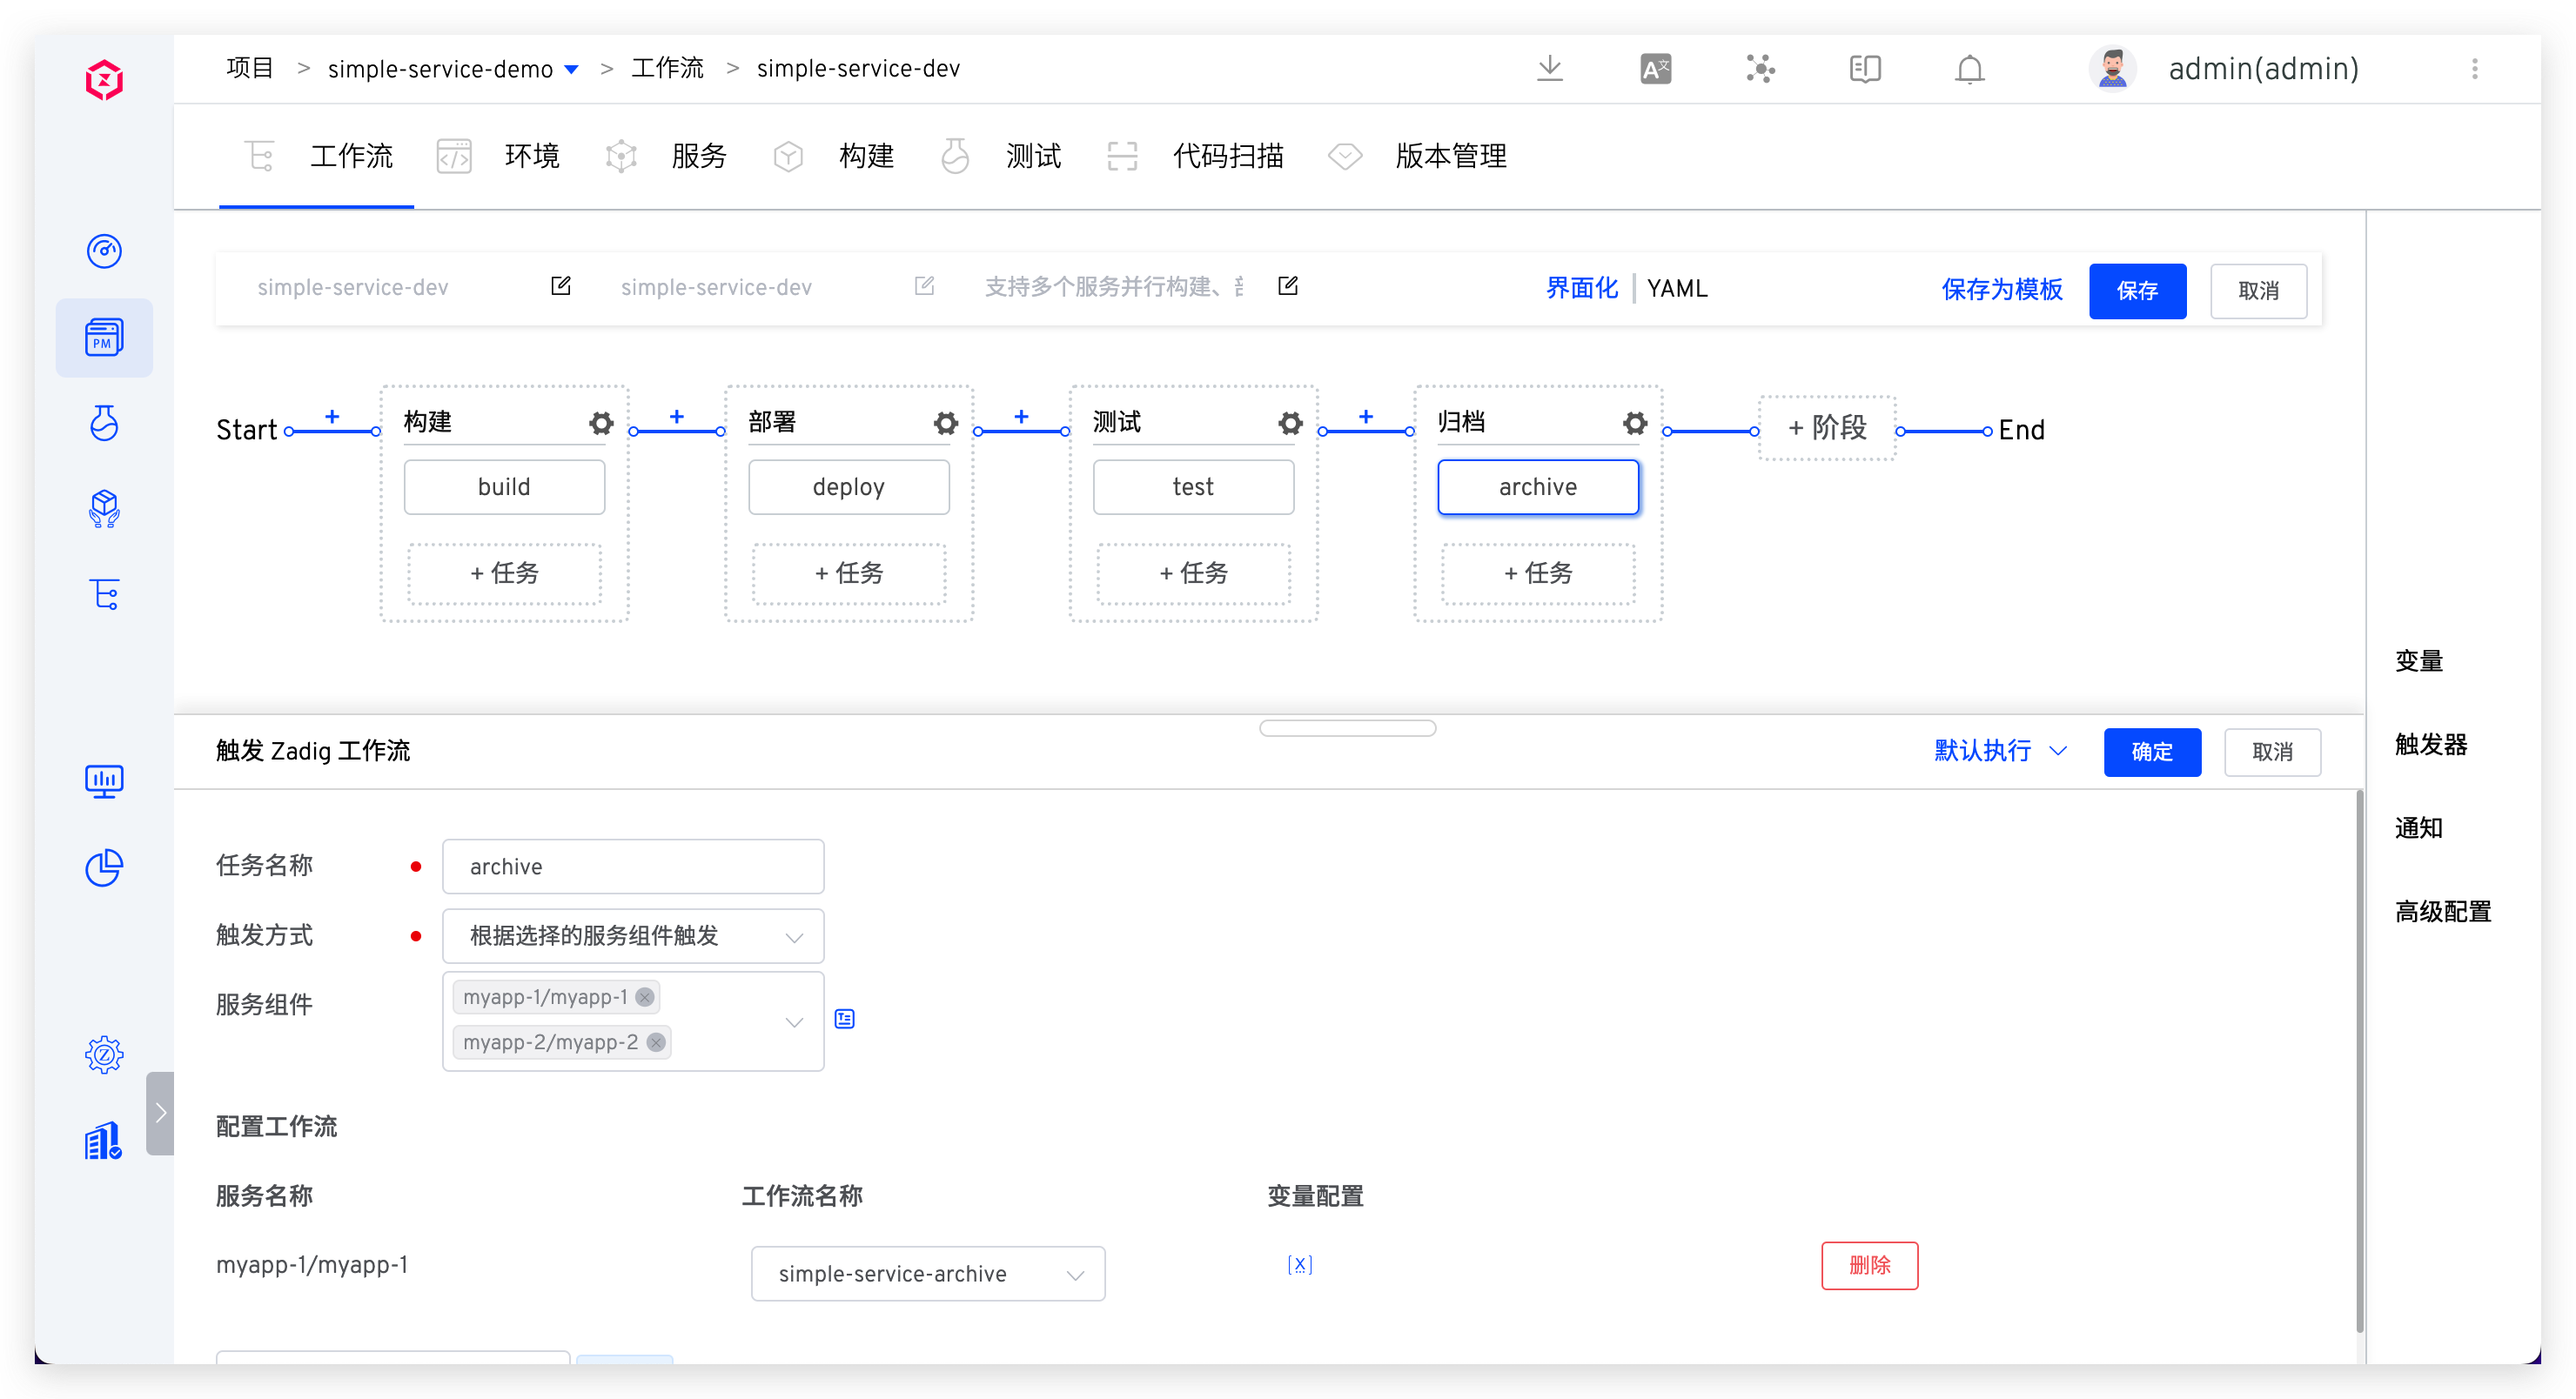 项目 > simple-service-demo > 工作流 > simple-service-dev
admin(admin)
工作流 环境 服务 构建 测试 代码扫描 版本管理
PM
simple-service-dev simple-service-dev 支持多个服务并行构建、 界面化 | YAML 保存为模板 保存 取消
Start + 构建 + 部署 + 测试 + 归档 + 阶段 End
build deploy test archive
+ 任务 + 任务 + 任务 + 任务
变量
触发器
通知
高级配置
触发 Zadig 工作流 默认执行 确定 取消
任务名称 archive
触发方式 根据选择的服务组件触发
服务组件 myapp-1/myapp-1
myapp-2/myapp-2
配置工作流
服务名称 工作流名称 变量配置
myapp-1/myapp-1 simple-service-archive [X] 删除